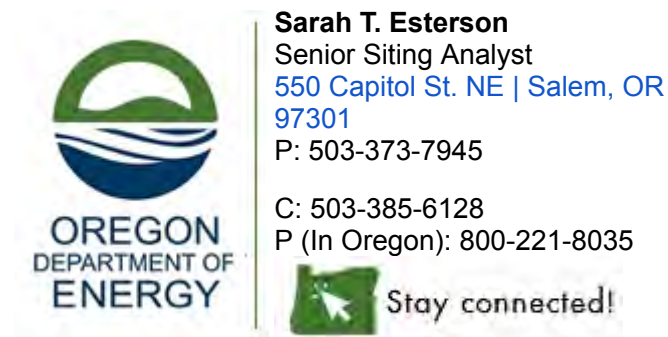 Sarah T. Esterson
Senior Siting Analyst
550 Capitol St. NE | Salem, OR
97301
P: 503-373-7945
C: 503-385-6128
P (In Oregon): 800-221-8035
OREGON
DEPARTMENT OF
ENERGY
Stay connected!